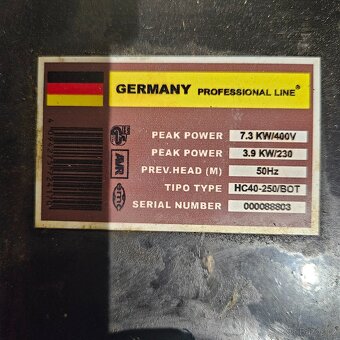 GERMANY PROFESSIONAL LINE®
PEAK POWER 7.3 KW/400V
PEAK POWER 3.9 KW/230
PREV.HEAD (M) 50Hz
TIPO TYPE HC40-250/BOT
SERIAL NUMBER 000088803